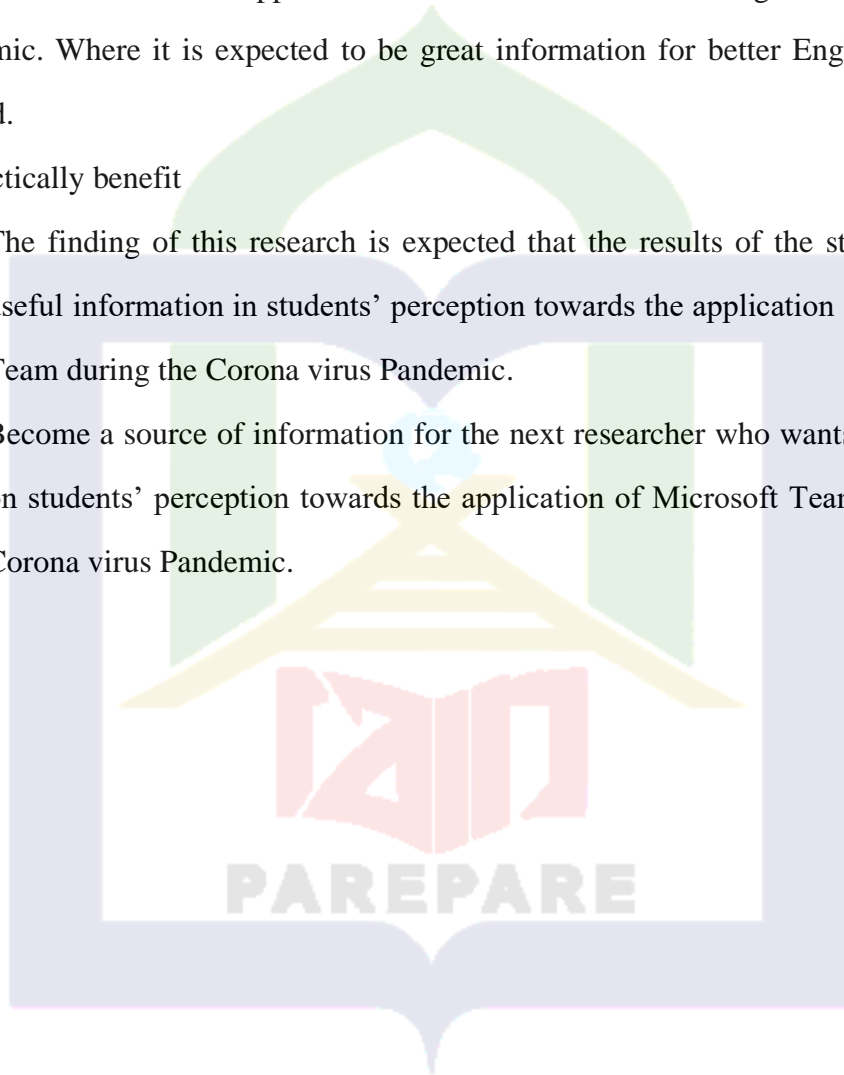 mic. Where it is expected to be great information for better Eng
d.
ctically benefit
The finding of this research is expected that the results of the st
useful information in students’ perception towards the application
Team during the Corona virus Pandemic.
Become a source of information for the next researcher who wants
on students’ perception towards the application of Microsoft Tea
Corona virus Pandemic.
iain
PAREPARE